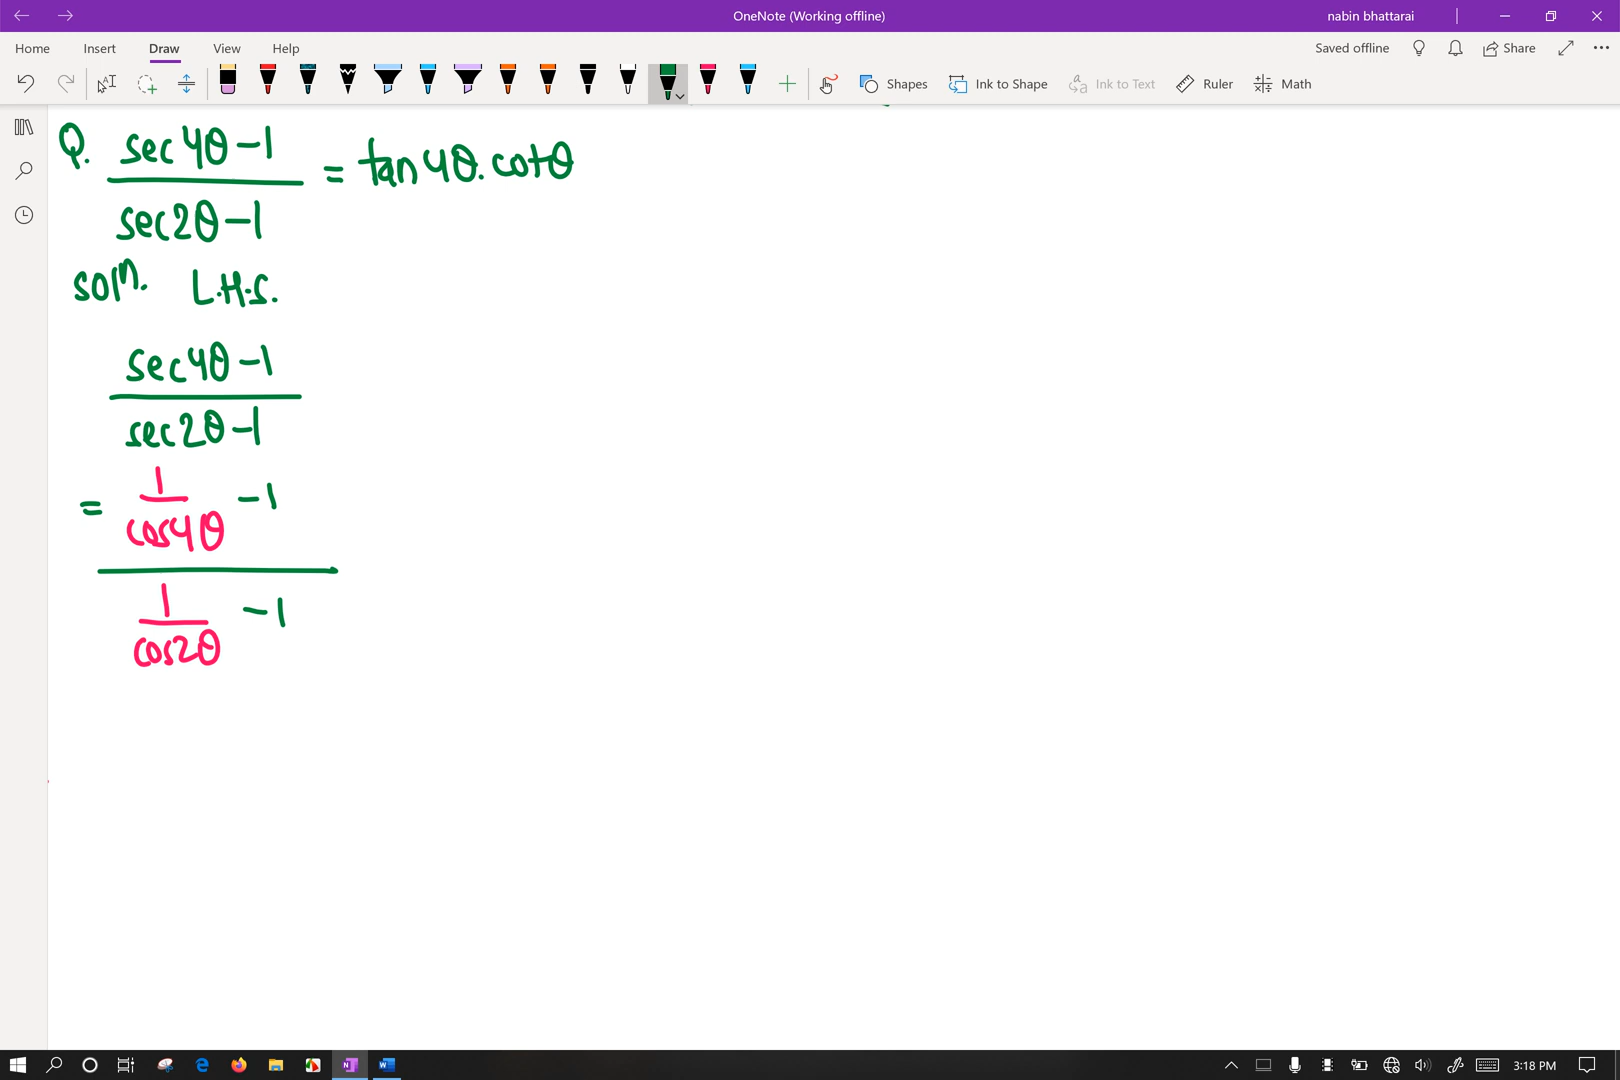 OneNote (Working offline)
nabin bhattarai
Home Insert Draw View Help
Saved offline Share
Shapes Ink to Shape Ink to Text Ruler Math
Q. sec4θ-1
= tan4θ.cotθ
sec2θ-1
Solⁿ. L.H.S.
sec4θ-1
sec2θ-1
= 1 -1
cos4θ
1 -1
cos2θ
3:18 PM